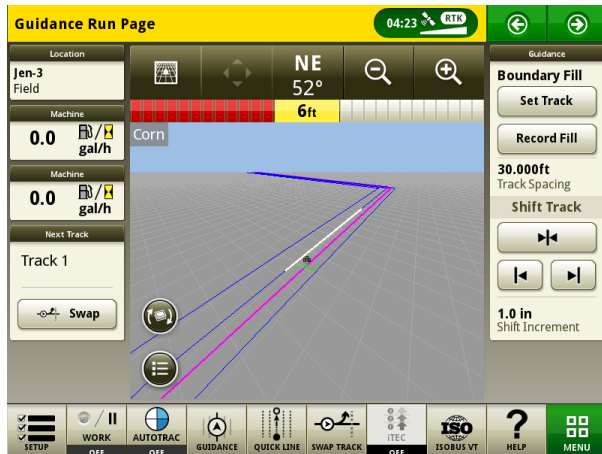 Guidance Run Page
04:23
RTK
Location
Jen-3
Field
Machine
0.0
gal/h
Machine
0.0
gal/h
Next Track
Track 1
Swap
NE
52°
6ft
Corn
Guidance
Boundary Fill
Set Track
Record Fill
30.000ft
Track Spacing
Shift Track
1.0 in
Shift Increment
SETUP
WORK
OFF
AUTOTRAC
OFF
GUIDANCE
QUICK LINE
SWAP TRACK
iTEC
OFF
ISO
ISOBUS VT
?
HELP
MENU